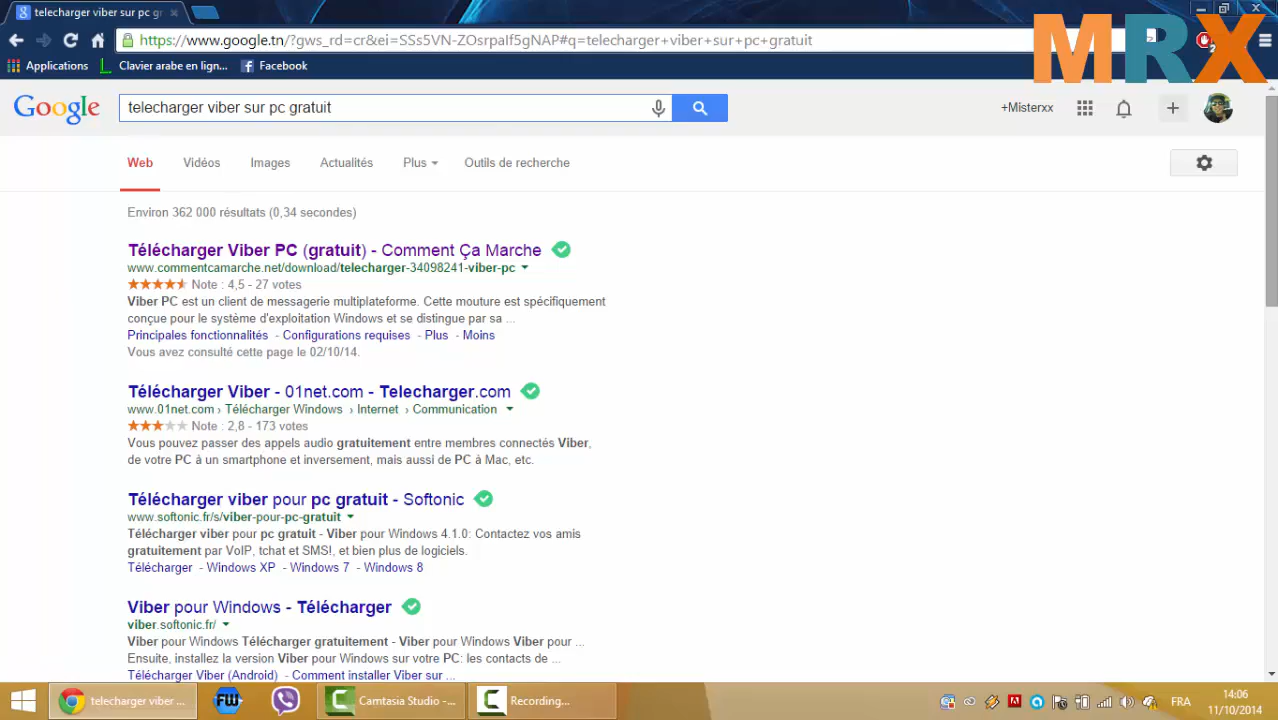 telecharger viber sur pc gr
https://www.google.tn/?gws_rd=cr&ei=SSs5VN-ZOsrpaIf5gNAP#q=telecharger+viber+sur+pc+gratuit
MRX
Applications Clavier arabe en lign... Facebook
Google telecharger viber sur pc gratuit +Misterxx
Web Vidéos Images Actualités Plus Outils de recherche
Environ 362 000 résultats (0,34 secondes)
Télécharger Viber PC (gratuit) - Comment Ça Marche
www.commentcamarche.net/download/telecharger-34098241-viber-pc
Note : 4,5 - 27 votes
Viber PC est un client de messagerie multiplateforme. Cette mouture est spécifiquement
conçue pour le système d'exploitation Windows et se distingue par sa ...
Principales fonctionnalités - Configurations requises - Plus - Moins
Vous avez consulté cette page le 02/10/14.
Télécharger Viber - 01net.com - Telecharger.com
www.01net.com › Télécharger Windows › Internet › Communication
Note : 2,8 - 173 votes
Vous pouvez passer des appels audio gratuitement entre membres connectés Viber,
de votre PC à un smartphone et inversement, mais aussi de PC à Mac, etc.
Télécharger viber pour pc gratuit - Softonic
www.softonic.fr/s/viber-pour-pc-gratuit
Télécharger viber pour pc gratuit - Viber pour Windows 4.1.0: Contactez vos amis
gratuitement par VoIP, tchat et SMS!, et bien plus de logiciels.
Télécharger - Windows XP - Windows 7 - Windows 8
Viber pour Windows - Télécharger
viber.softonic.fr/
Viber pour Windows Télécharger gratuitement - Viber pour Windows Viber pour ...
Ensuite, installez la version Viber pour Windows sur votre PC: les contacts de ...
Télécharger Viber (Android) - Comment installer Viber sur ...
telecharger viber ... FW Camtasia Studio -... Recording... FRA 14:06
11/10/2014